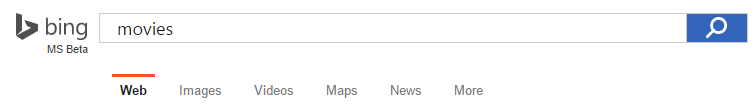 bing movies
MS Beta
Web Images Videos Maps News More